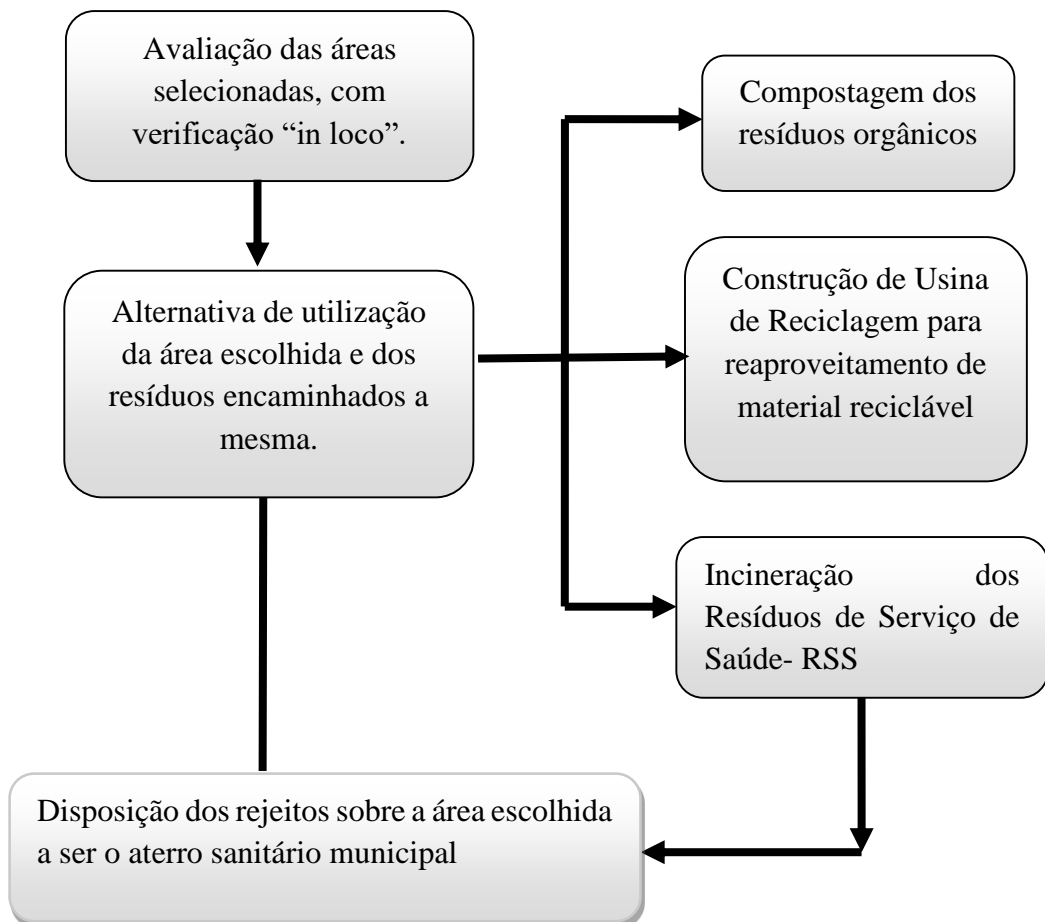 Avaliação das áreas
selecionadas, com
verificação “in loco”.
Alternativa de utilização
da área escolhida e dos
resíduos encaminhados a
mesma.
Compostagem dos
resíduos orgânicos
Construção de Usina
de Reciclagem para
reaproveitamento de
material reciclável
Incineração dos
Resíduos de Serviço de
Saúde- RSS
Disposição dos rejeitos sobre a área escolhida
a ser o aterro sanitário municipal